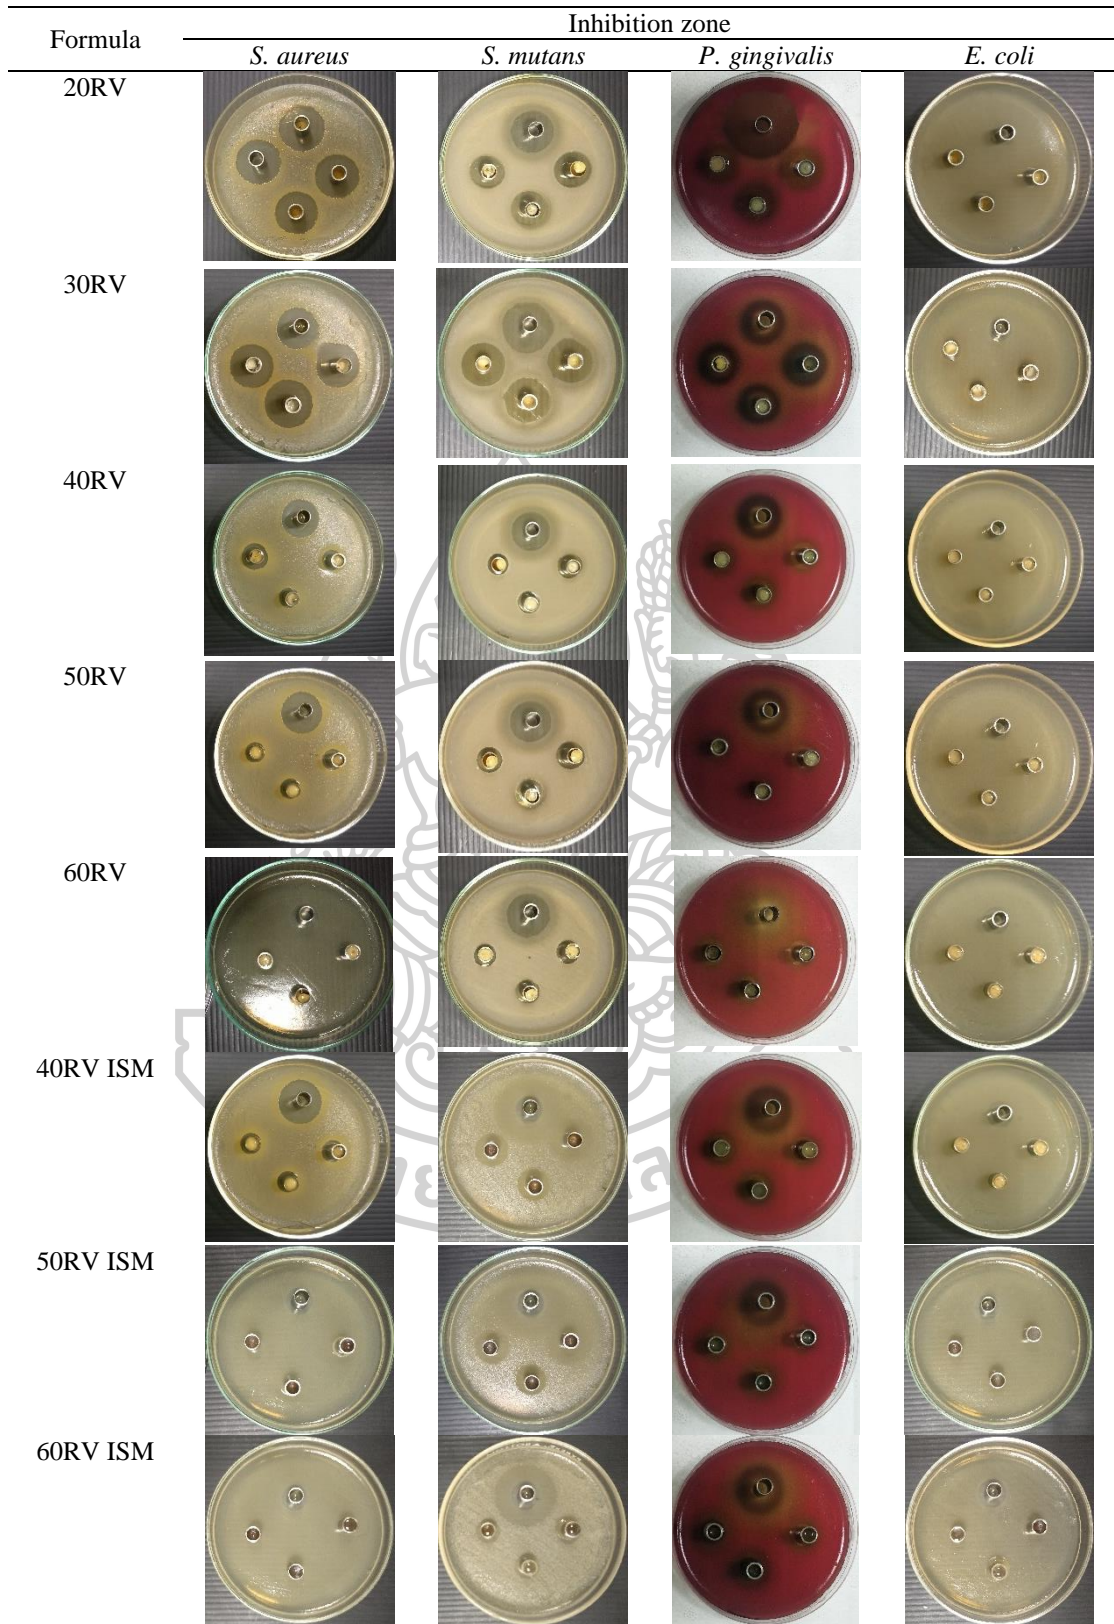 Formula
Inhibition zone
S. aureus S. mutans P. gingivalis E. coli
20RV
30RV
40RV
50RV
60RV
40RV ISM
50RV ISM
60RV ISM